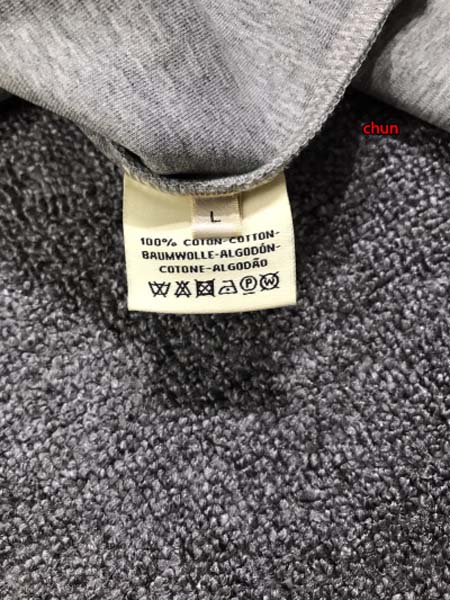 chun
L
100% COTON-COTTON-
BAUMWOLLE-ALGODÓN-
COTONE-ALGODÃO